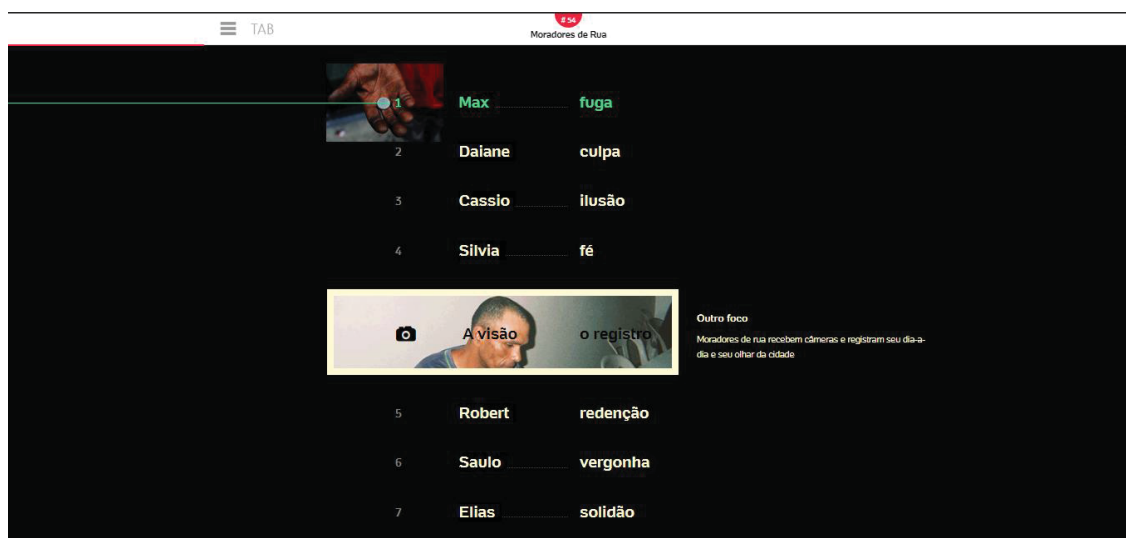 TAB
# 54
Moradores de Rua
1 Max fuga
2 Daiane culpa
3 Cassio ilusão
4 Silvia fé
A visão o registro
Outro foco
Moradores de rua recebem câmeras e registram seu dia-a-
dia e seu olhar da cidade
5 Robert redenção
6 Saulo vergonha
7 Elias solidão